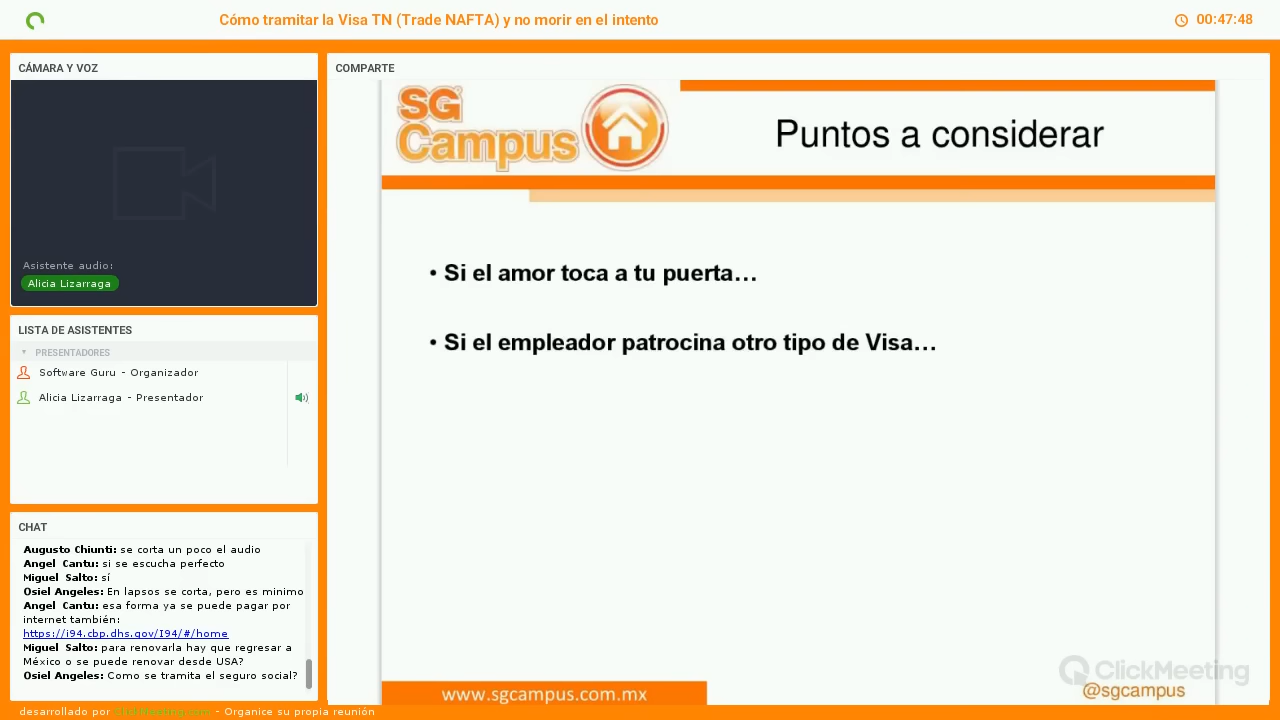 Cómo tramitar la Visa TN (Trade NAFTA) y no morir en el intento
00:47:48
CÁMARA Y VOZ
Asistente audio:
Alicia Lizarraga
LISTA DE ASISTENTES
PRESENTADORES
Software Guru - Organizador
Alicia Lizarraga - Presentador
CHAT
Augusto Chiunti: se corta un poco el audio
Angel Cantu: si se escucha perfecto
Miguel Salto: sí
Osiel Angeles: En lapsos se corta, pero es minimo
Angel Cantu: esa forma ya se puede pagar por
internet también:
https://i94.cbp.dhs.gov/I94/#/home
Miguel Salto: para renovarla hay que regresar a
México o se puede renovar desde USA?
Osiel Angeles: Como se tramita el seguro social?
desarrollado por ClickMeeting.com - Organice su propia reunión
COMPARTE
SG
Campus
Puntos a considerar
• Si el amor toca a tu puerta…
• Si el empleador patrocina otro tipo de Visa…
www.sgcampus.com.mx
ClickMeeting
@sgcampus